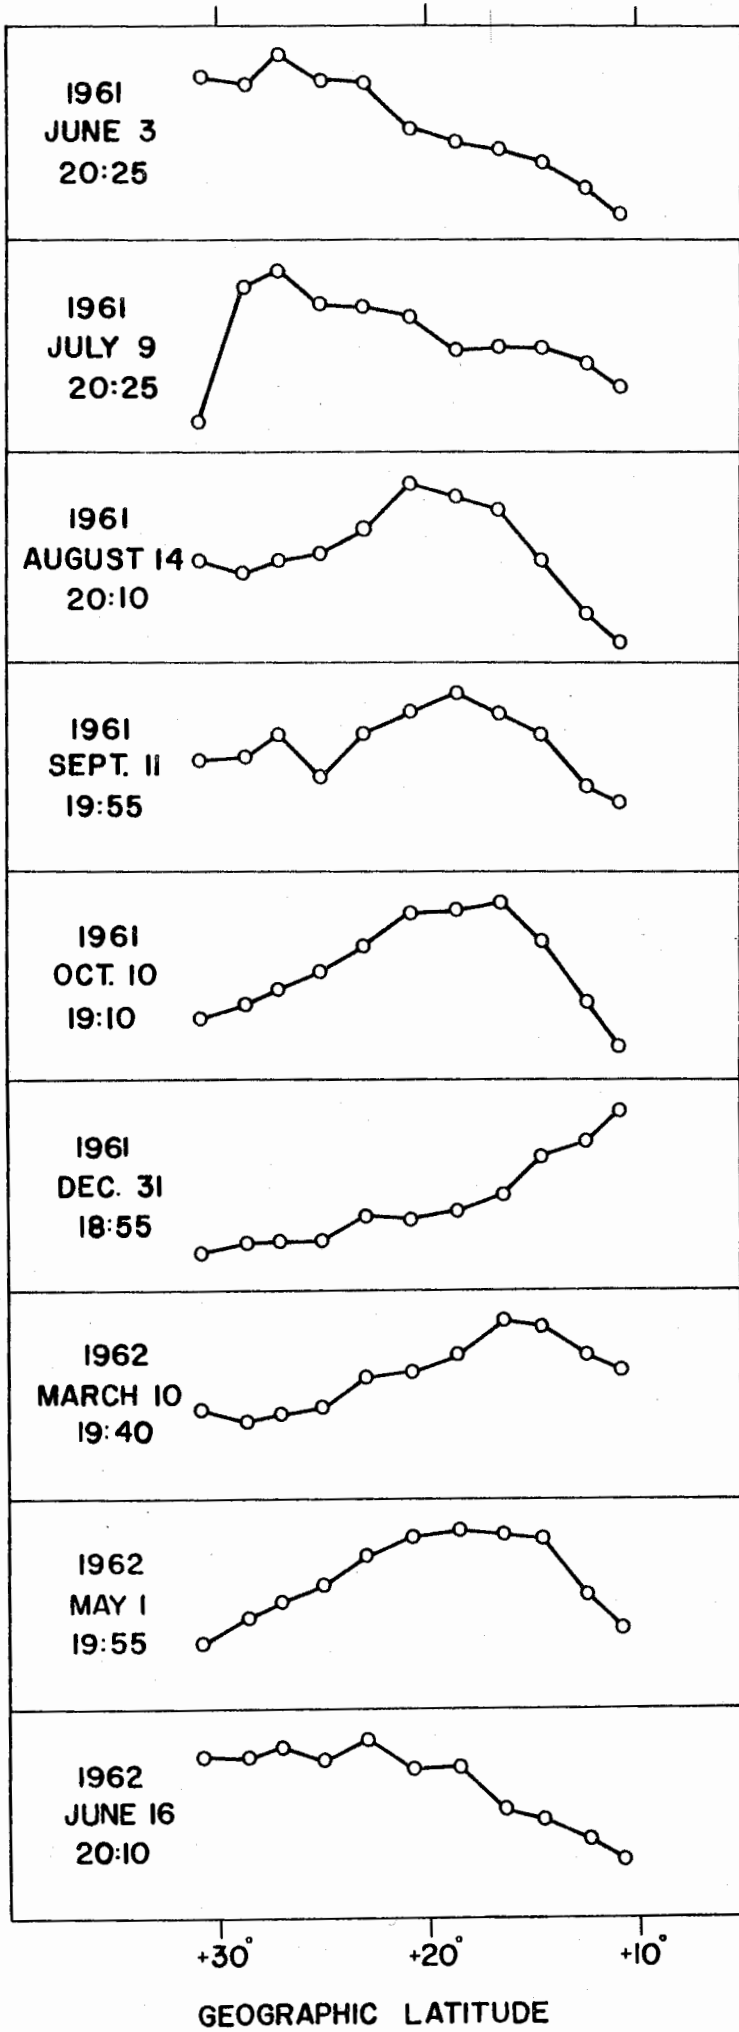 1961
JUNE 3
20:25
1961
JULY 9
20:25
1961
AUGUST 14
20:10
1961
SEPT. 11
19:55
1961
OCT. 10
19:10
1961
DEC. 31
18:55
1962
MARCH 10
19:40
1962
MAY 1
19:55
1962
JUNE 16
20:10
+30° +20° +10°
GEOGRAPHIC LATITUDE